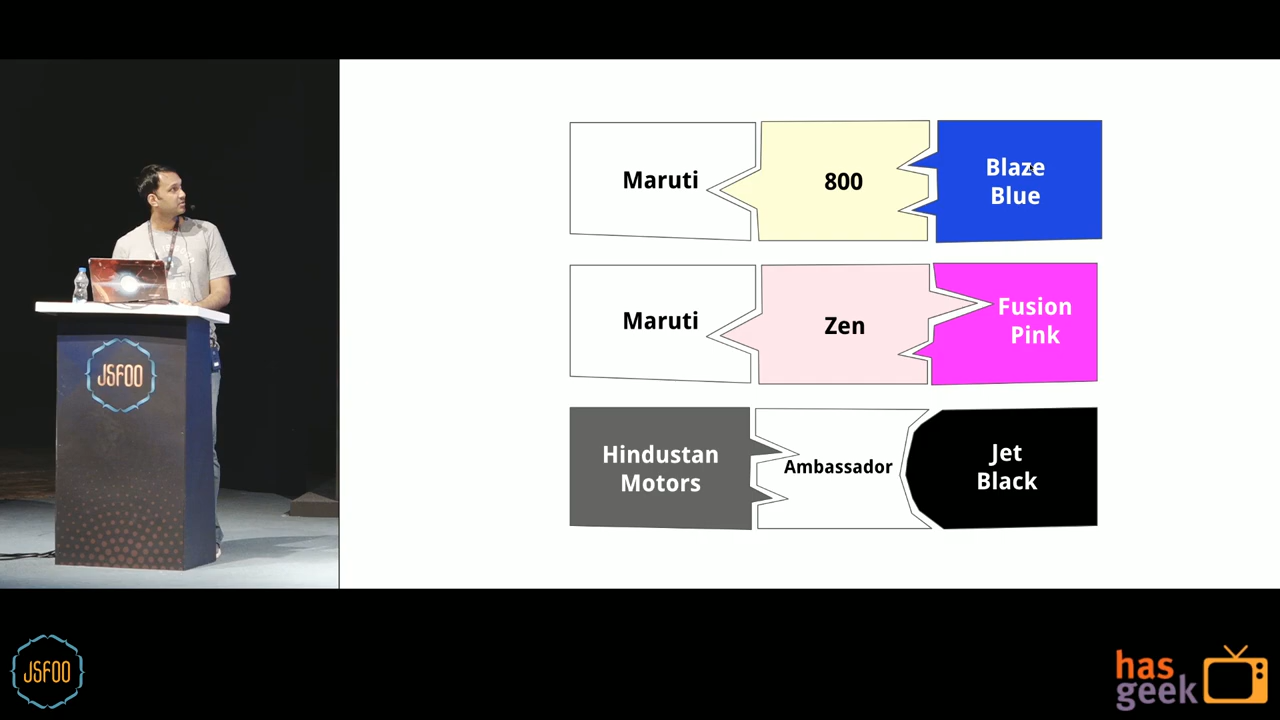 Maruti
800
Blaze
Blue
Maruti
Zen
Fusion
Pink
Hindustan
Motors
Ambassador
Jet
Black
JSFOO
JSFOO
has
geek